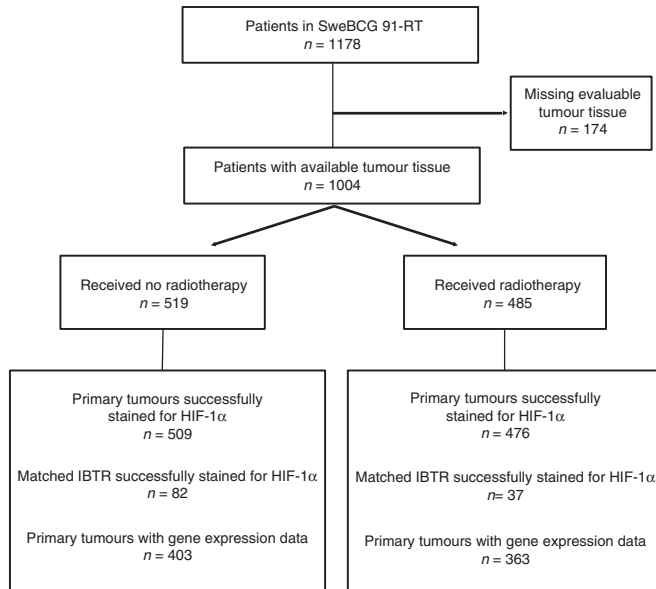 Patients in SweBCG 91-RT
n = 1178
Missing evaluable
tumour tissue
n = 174
Patients with available tumour tissue
n = 1004
Received no radiotherapy
n = 519
Received radiotherapy
n = 485
Primary tumours successfully
stained for HIF-1α
n = 509
Matched IBTR successfully stained for HIF-1α
n = 82
Primary tumours with gene expression data
n = 403
Primary tumours successfully
stained for HIF-1α
n = 476
Matched IBTR successfully stained for HIF-1α
n= 37
Primary tumours with gene expression data
n = 363